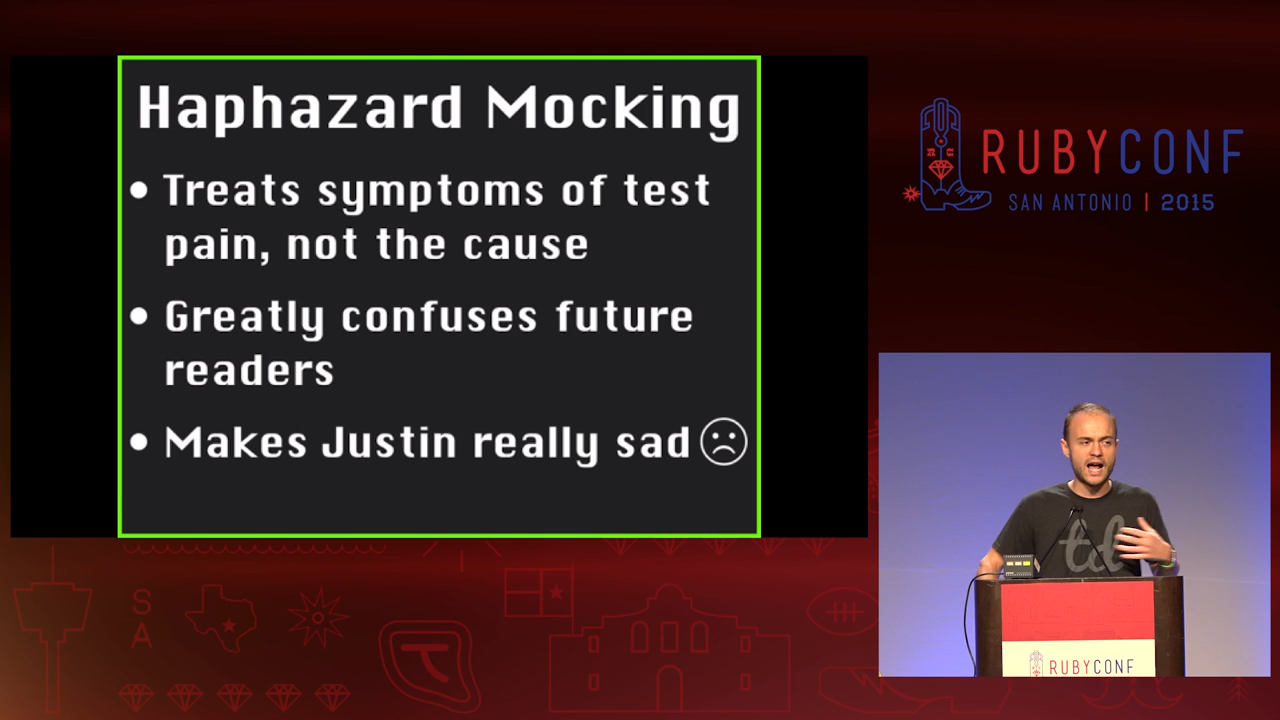 Haphazard Mocking
• Treats symptoms of test
pain, not the cause
• Greatly confuses future
readers
• Makes Justin really sad ☹
RUBYCONF
SAN ANTONIO | 2015
S
A
td
RUBYCONF